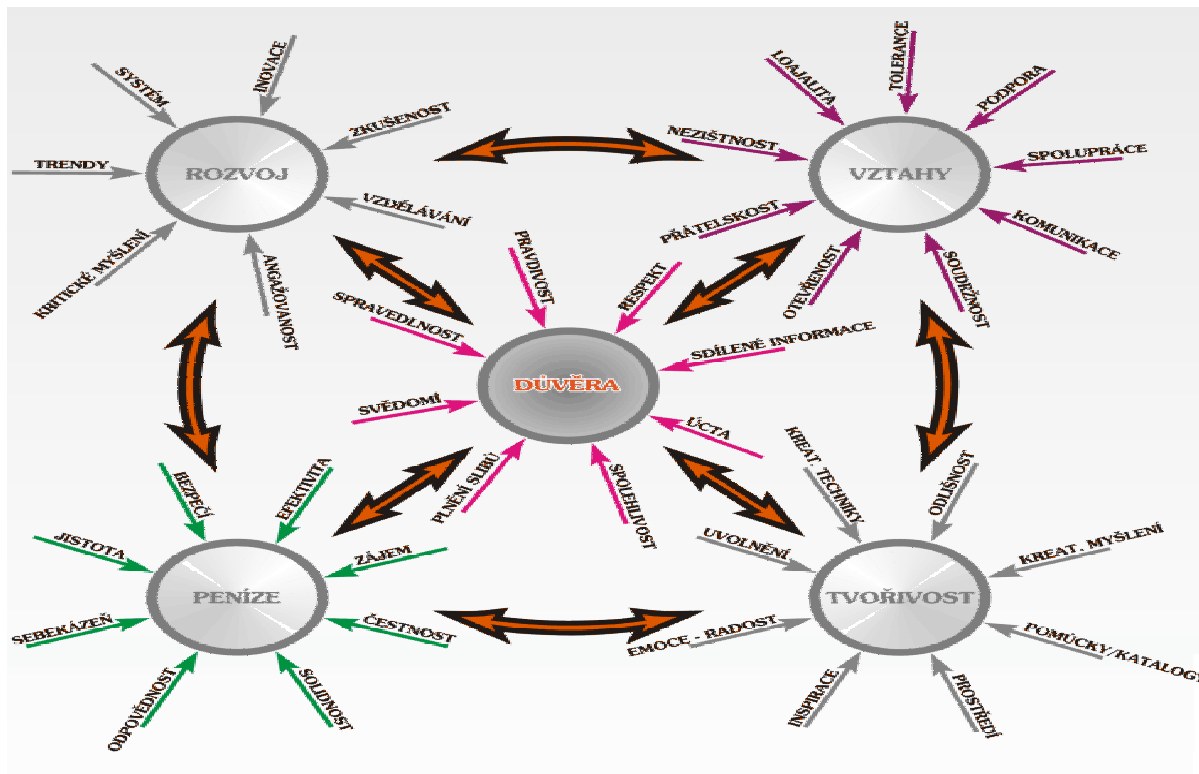 SYSTÉM
INOVACE
ZKUŠENOST
TRENDY
ROZVOJ
VZDĚLÁVÁNÍ
KRITICKÉ MYŠLENÍ
ANGAŽOVANOST
LOAJALITA
TOLERANCE
PODPORA
NEZIŠTNOST
VZTAHY
SPOLUPRÁCE
PŘÁTELSKOST
KOMUNIKACE
OTEVŘENOST
SOUDRŽNOST
PRAVDIVOST
RESPEKT
SPRAVEDLNOST
SDÍLENÉ INFORMACE
DŮVĚRA
SVĚDOMÍ
ÚCTA
PLNĚNÍ SLIBŮ
SPOLEHLIVOST
BEZPEČÍ
EFEKTIVITA
JISTOTA
ZÁJEM
PENÍZE
SEBEKÁZEŇ
ČESTNOST
ODPOVĚDNOST
SOLIDNOST
KREAT. TECHNIKY
ODLIŠNOST
UVOLNĚNÍ
KREAT. MYŠLENÍ
TVOŘIVOST
EMOCE - RADOST
POMŮCKY/KATALOGY
INSPIRACE
PROSTŘEDÍ